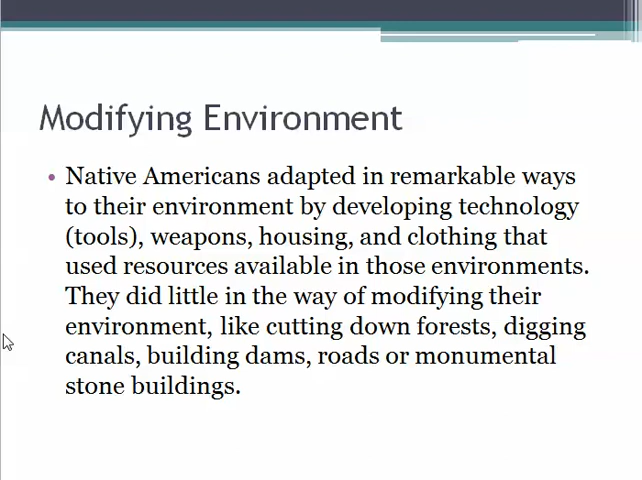 Modifying Environment
• Native Americans adapted in remarkable ways
to their environment by developing technology
(tools), weapons, housing, and clothing that
used resources available in those environments.
They did little in the way of modifying their
environment, like cutting down forests, digging
canals, building dams, roads or monumental
stone buildings.